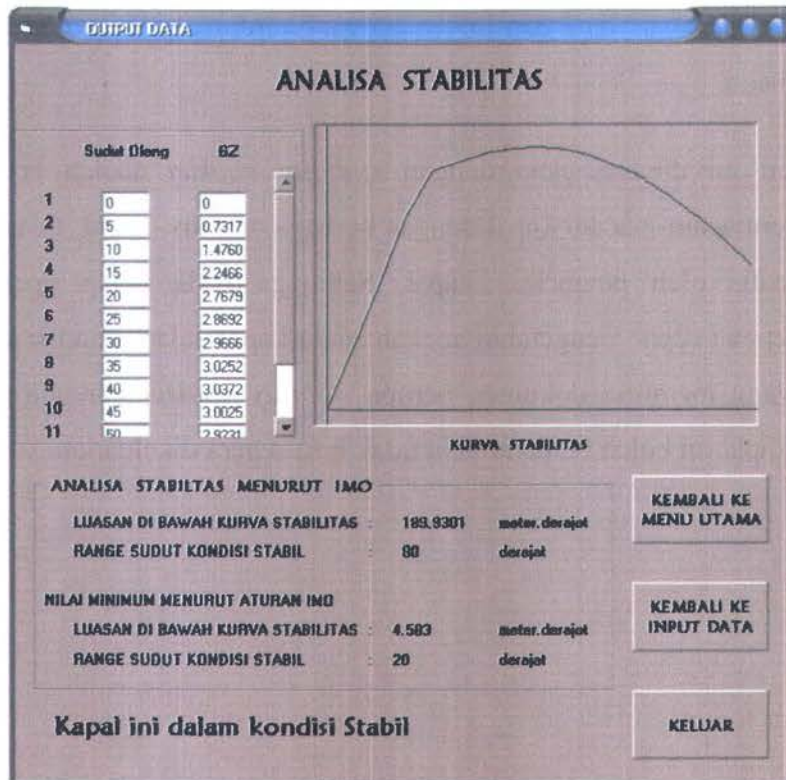 OUTPUT DATA
ANALISA STABILITAS
Sudut Oleng GZ
1 0 0
2 5 0.7317
3 10 1.4760
4 15 2.2466
5 20 2.7679
6 25 2.8692
7 30 2.9666
8 35 3.0252
9 40 3.0372
10 45 3.0025
11 50 2.9231
KURVA STABILITAS
ANALISA STABILTAS MENURUT IMO
LUASAN DI BAWAH KURVA STABILITAS : 189.9301 meter.derajat
RANGE SUDUT KONDISI STABIL : 80 derajat
NILAI MINIMUM MENURUT ATURAN IMO
LUASAN DI BAWAH KURVA STABILITAS : 4.583 meter.derajat
RANGE SUDUT KONDISI STABIL : 20 derajat
Kapal ini dalam kondisi Stabil
KEMBALI KE
MENU UTAMA
KEMBALI KE
INPUT DATA
KELUAR